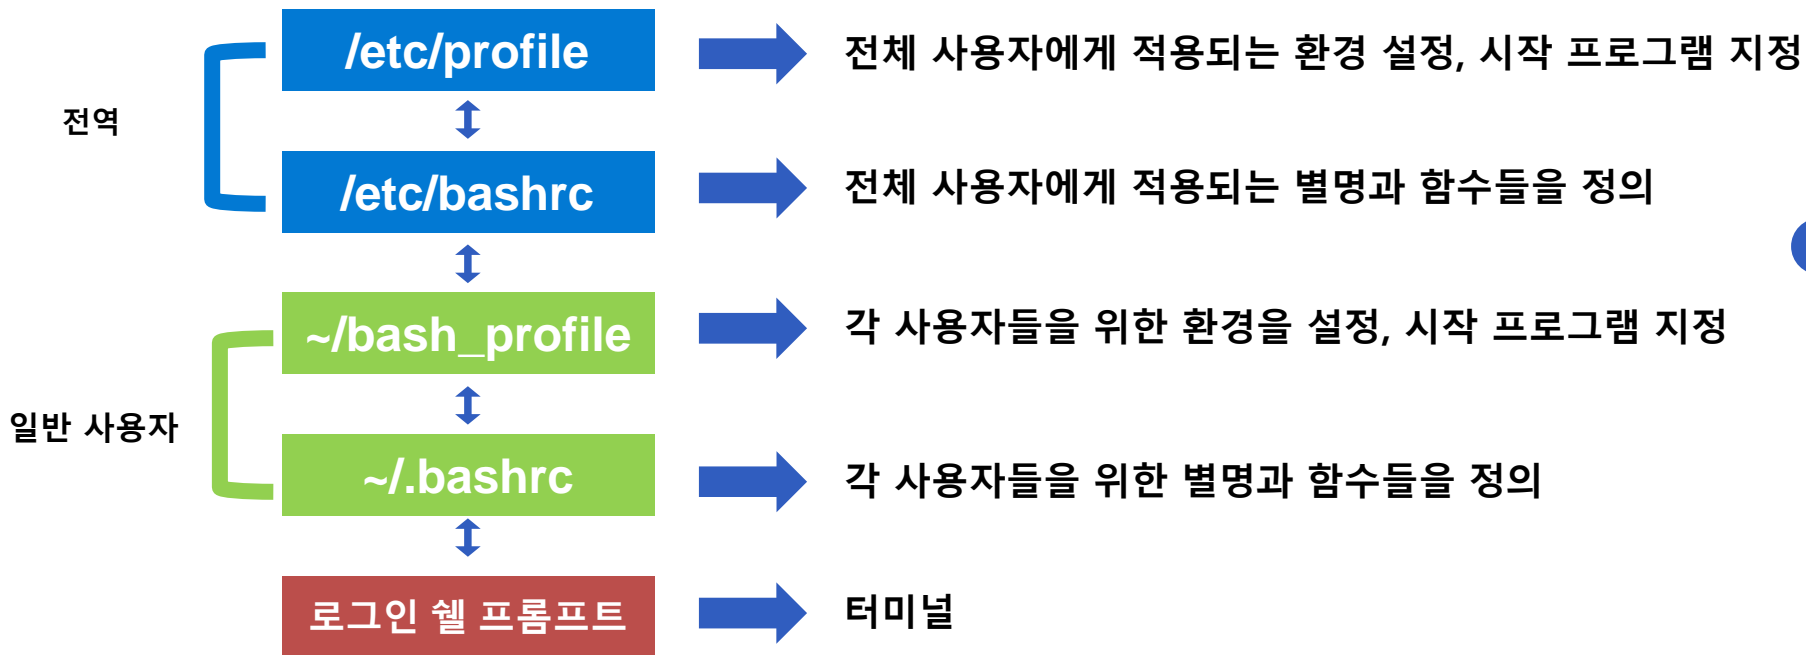 /etc/profile
전체 사용자에게 적용되는 환경 설정, 시작 프로그램 지정
전역
/etc/bashrc
전체 사용자에게 적용되는 별명과 함수들을 정의
~/bash_profile
각 사용자들을 위한 환경을 설정, 시작 프로그램 지정
일반 사용자
~/.bashrc
각 사용자들을 위한 별명과 함수들을 정의
로그인 쉘 프롬프트
터미널